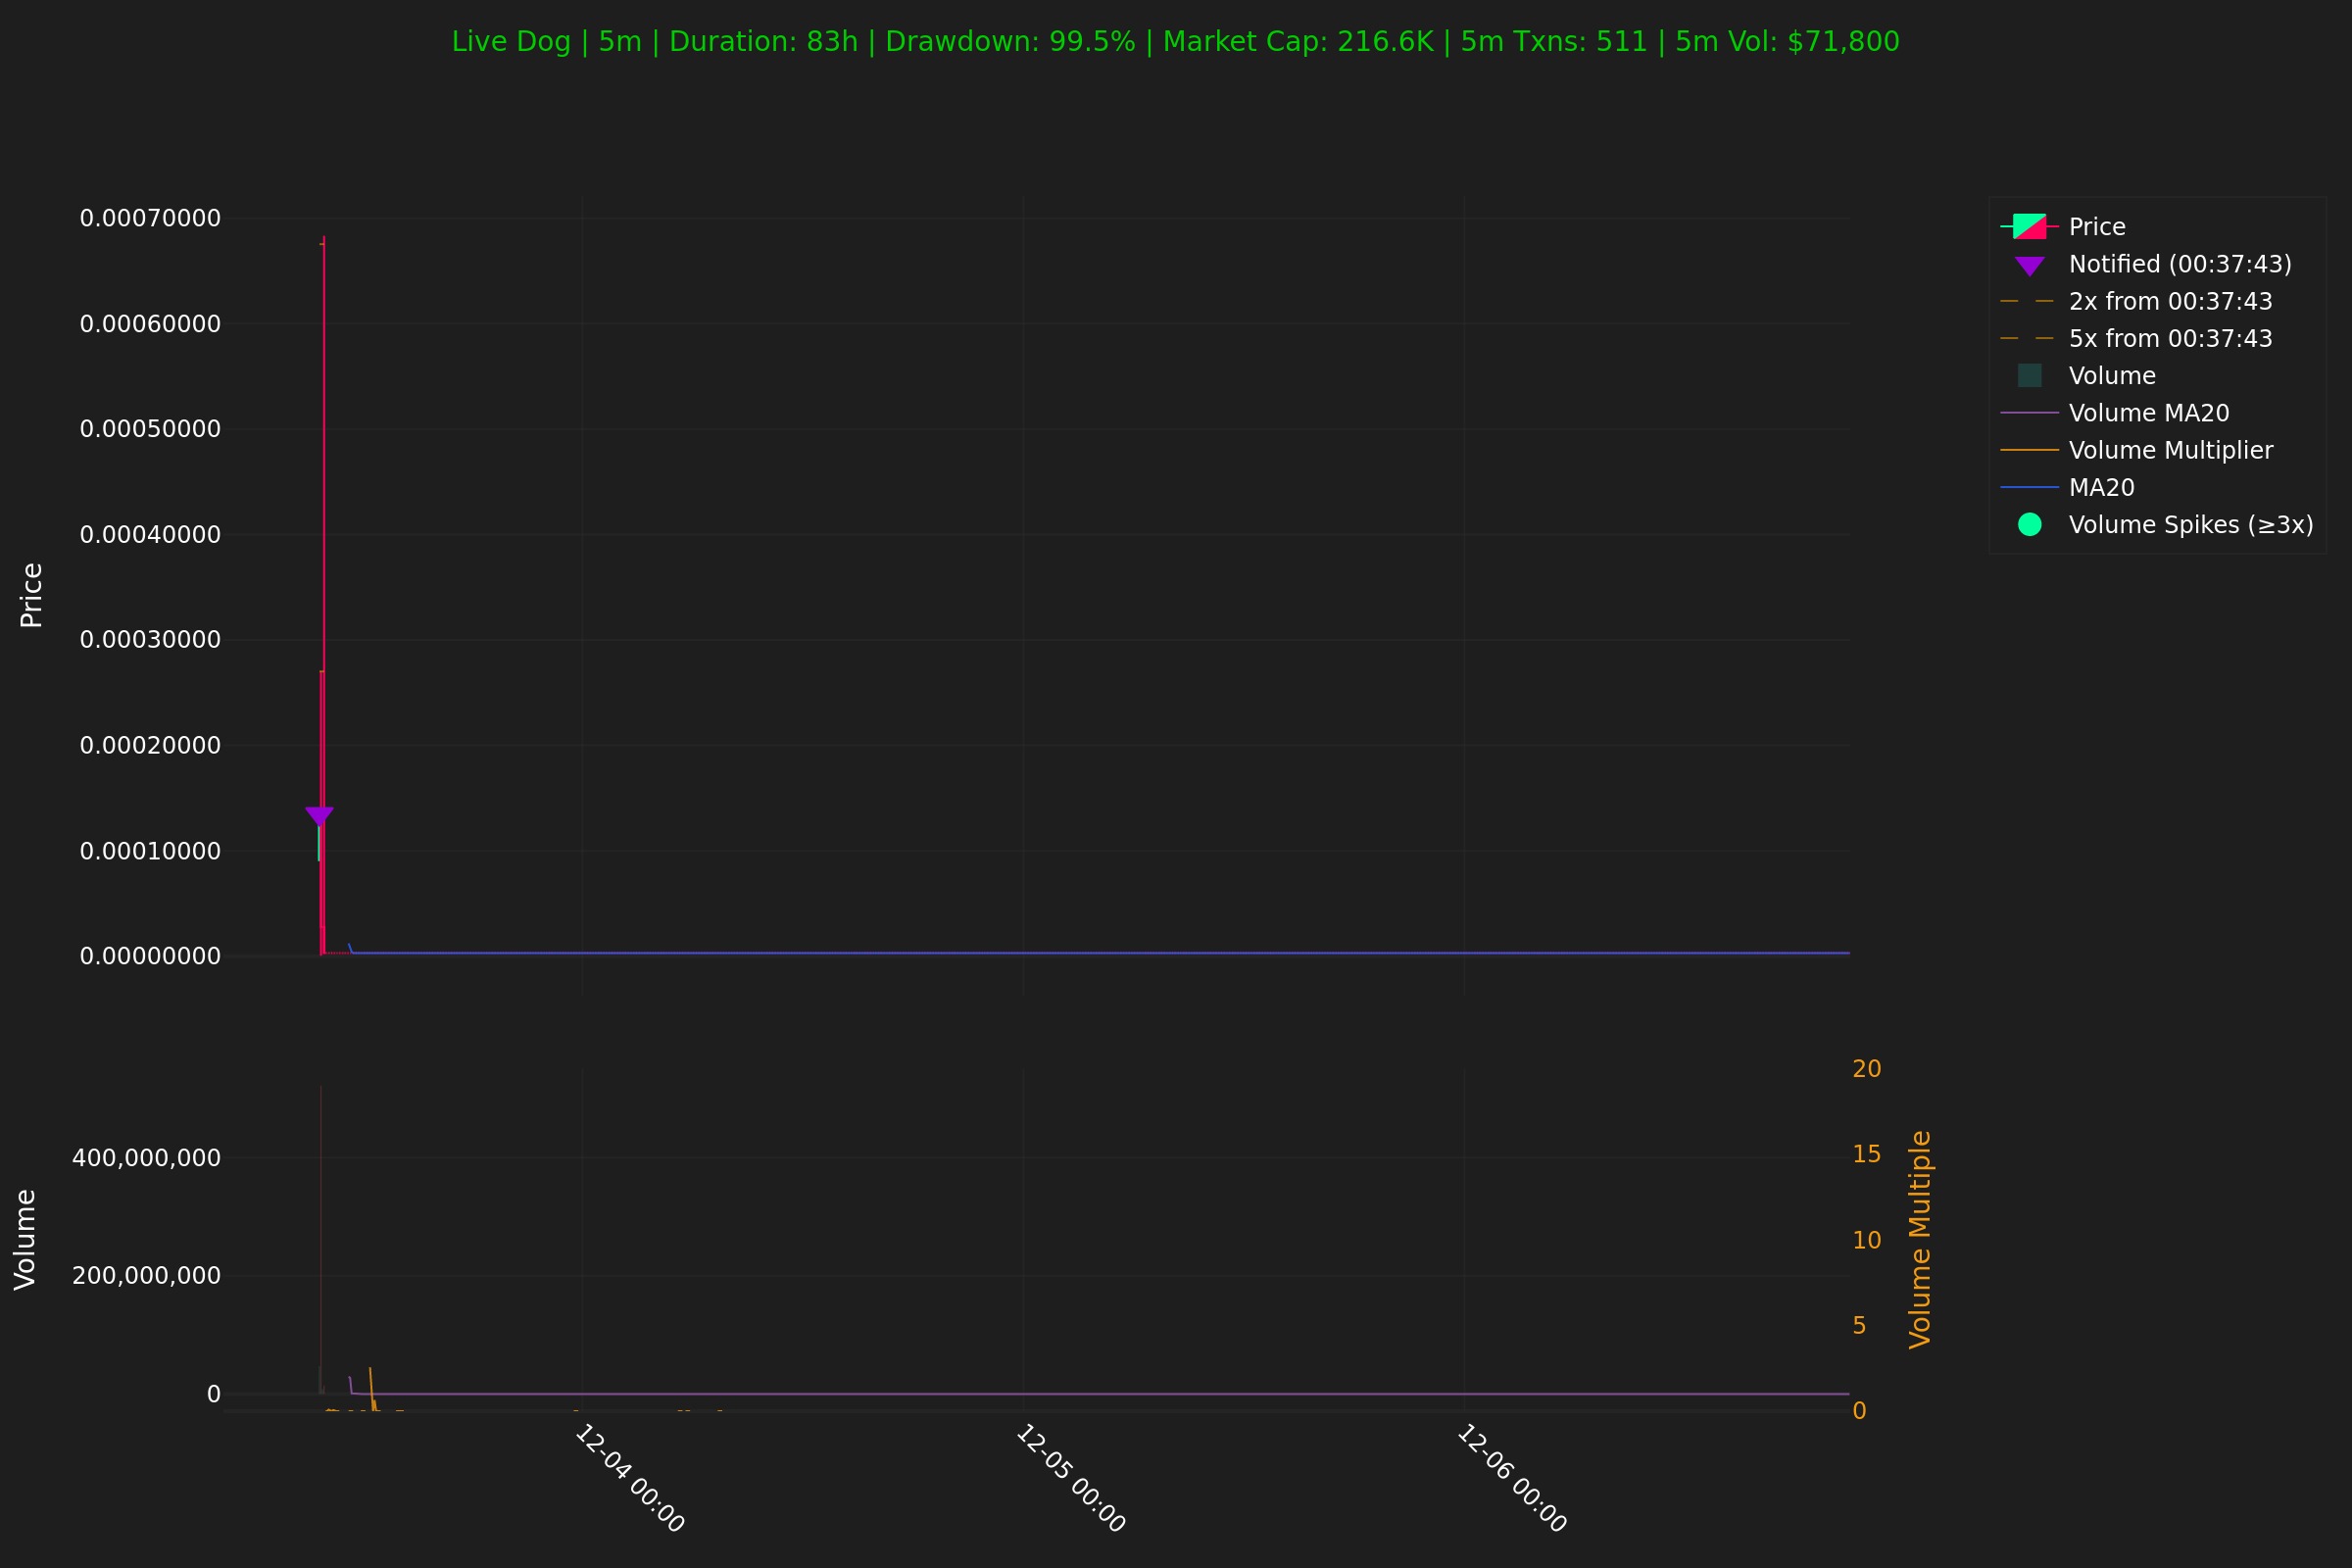 Live Dog | 5m | Duration: 83h | Drawdown: 99.5% | Market Cap: 216.6K | 5m Txns: 511 | 5m Vol: $71,800
Price
0.00070000
0.00060000
0.00050000
0.00040000
0.00030000
0.00020000
0.00010000
0.00000000
Price
Notified (00:37:43)
2x from 00:37:43
5x from 00:37:43
Volume
Volume MA20
Volume Multiplier
MA20
Volume Spikes (≥3x)
Volume
400,000,000
200,000,000
0
20
15
10
5
0
Volume Multiple
12-04 00:00
12-05 00:00
12-06 00:00